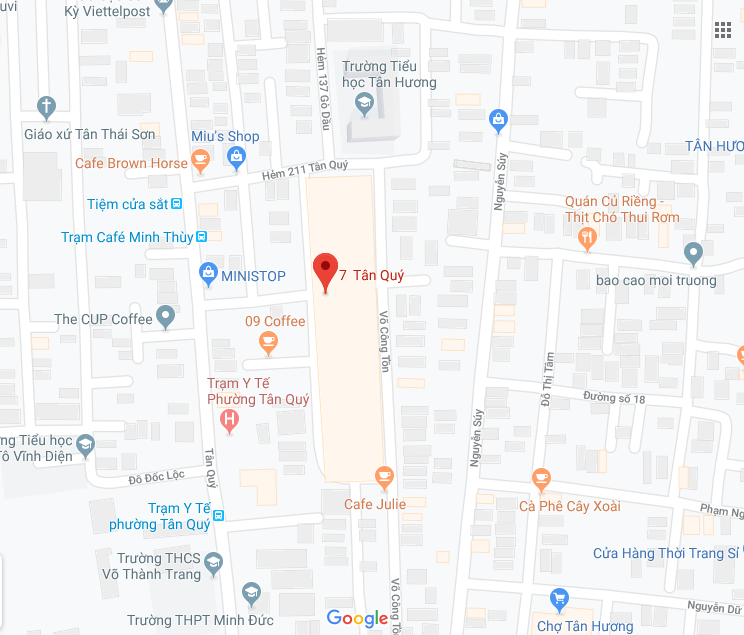 uvi
Kỳ Viettelpost
Hẻm 137 Gò Dầu
Trường Tiểu
học Tân Hương
Giáo xứ Tân Thái Sơn
Miu's Shop
Cafe Brown Horse
Hẻm 211 Tân Quý
Nguyễn Súy
TÂN HƯƠ
Tiệm cửa sắt
Quán Củ Riềng -
Thịt Chó Thui Rơm
Trạm Café Minh Thùy
MINISTOP
7 Tân Quý
bao cao moi truong
The CUP Coffee
09 Coffee
Võ Công Tồn
Đỗ Thị Tâm
Trạm Y Tế
Phường Tân Quý
Đường số 18
ng Tiểu học
Tô Vĩnh Diện
Tân Quý
Nguyễn Súy
Đô Đốc Lộc
Cafe Julie
Cà Phê Cây Xoài
Trạm Y Tế
phường Tân Quý
Phạm Ng
Cửa Hàng Thời Trang Sỉ
Trường THCS
Võ Thành Trang
Võ Công Tồ
Trường THPT Minh Đức
Google
Chợ Tân Hương
Nguyễn Dữ